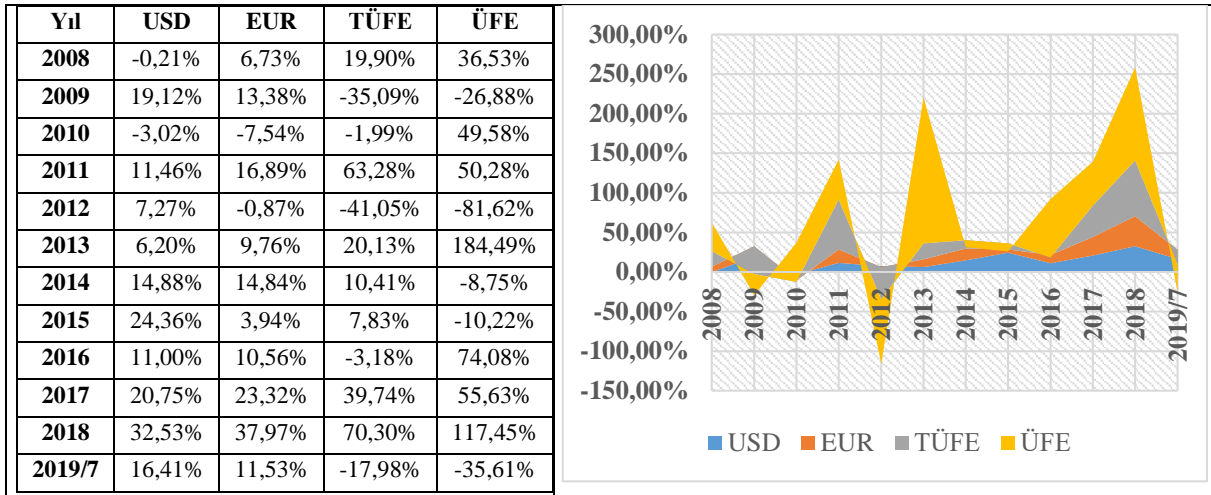 Yıl USD EUR TÜFE ÜFE
2008 -0,21% 6,73% 19,90% 36,53%
2009 19,12% 13,38% -35,09% -26,88%
2010 -3,02% -7,54% -1,99% 49,58%
2011 11,46% 16,89% 63,28% 50,28%
2012 7,27% -0,87% -41,05% -81,62%
2013 6,20% 9,76% 20,13% 184,49%
2014 14,88% 14,84% 10,41% -8,75%
2015 24,36% 3,94% 7,83% -10,22%
2016 11,00% 10,56% -3,18% 74,08%
2017 20,75% 23,32% 39,74% 55,63%
2018 32,53% 37,97% 70,30% 117,45%
2019/7 16,41% 11,53% -17,98% -35,61%
300,00%
250,00%
200,00%
150,00%
100,00%
50,00%
0,00%
-50,00%
-100,00%
-150,00%
2008
2009
2010
2011
2012
2013
2014
2015
2016
2017
2018
2019/7
USD EUR TÜFE ÜFE